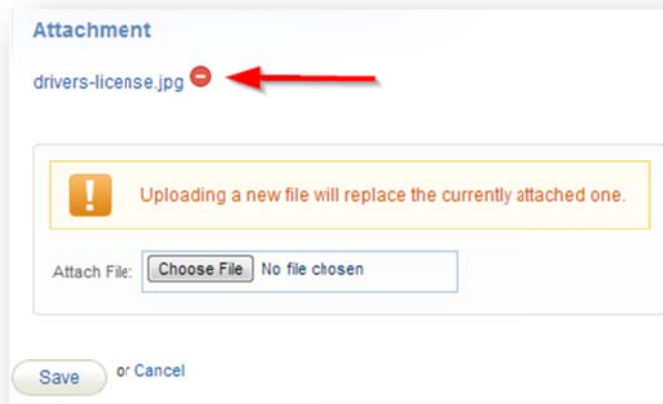 Attachment
drivers-license.jpg
!
Uploading a new file will replace the currently attached one.
Attach File: Choose File No file chosen
Save or Cancel